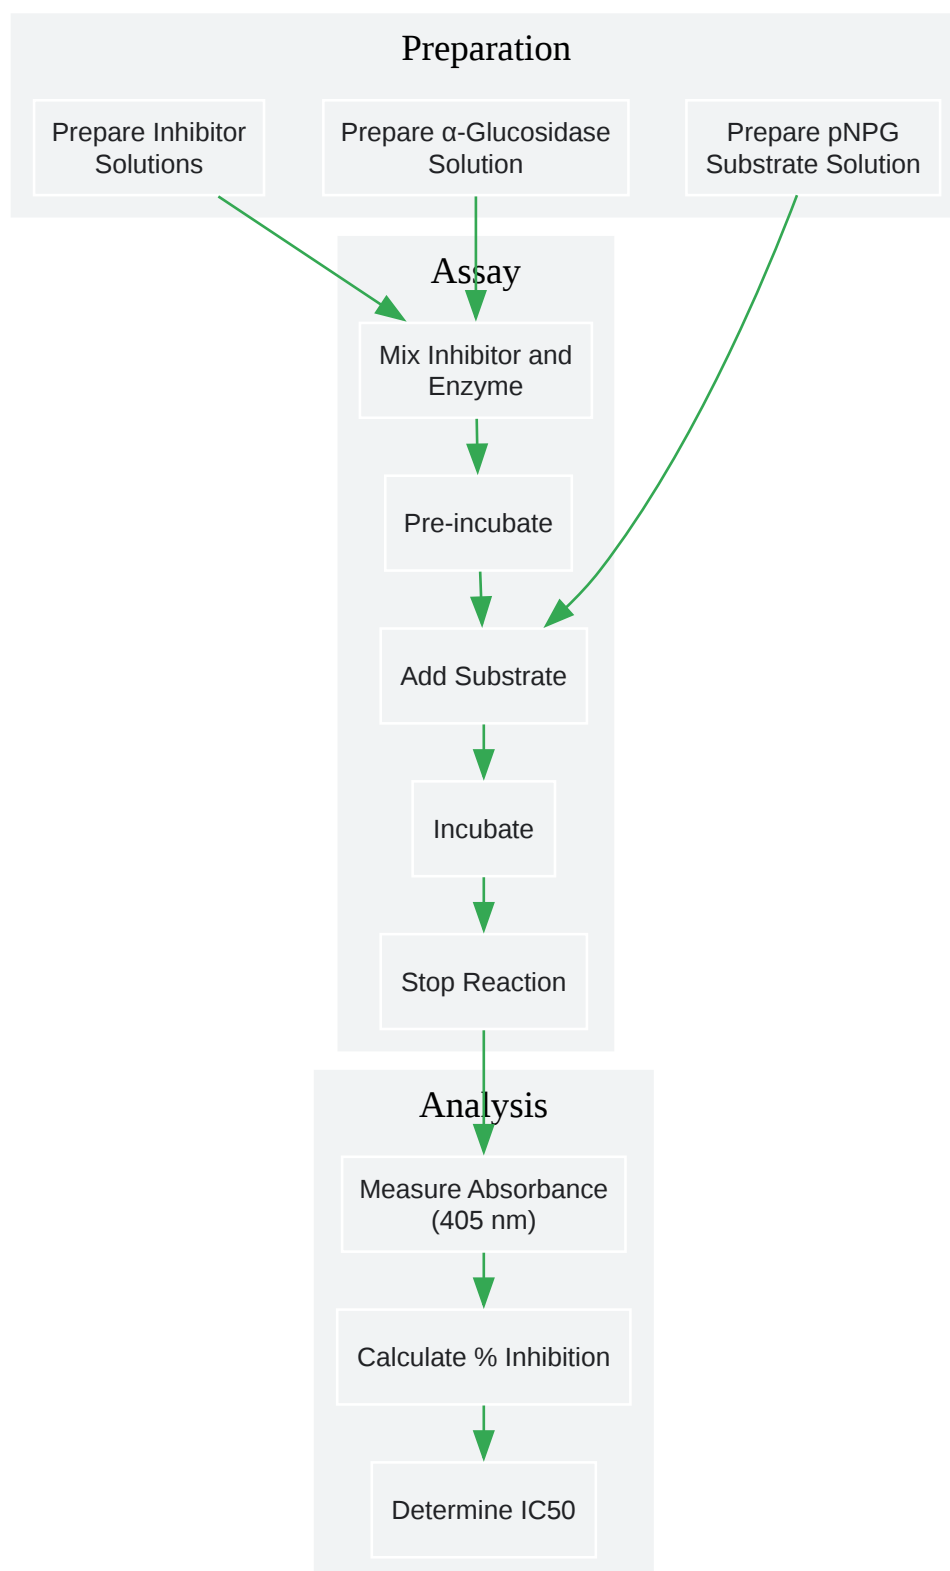 Preparation
Prepare Inhibitor
Solutions
Prepare α-Glucosidase
Solution
Prepare pNPG
Substrate Solution
Assay
Mix Inhibitor and
Enzyme
Pre-incubate
Add Substrate
Incubate
Stop Reaction
Analysis
Measure Absorbance
(405 nm)
Calculate % Inhibition
Determine IC50